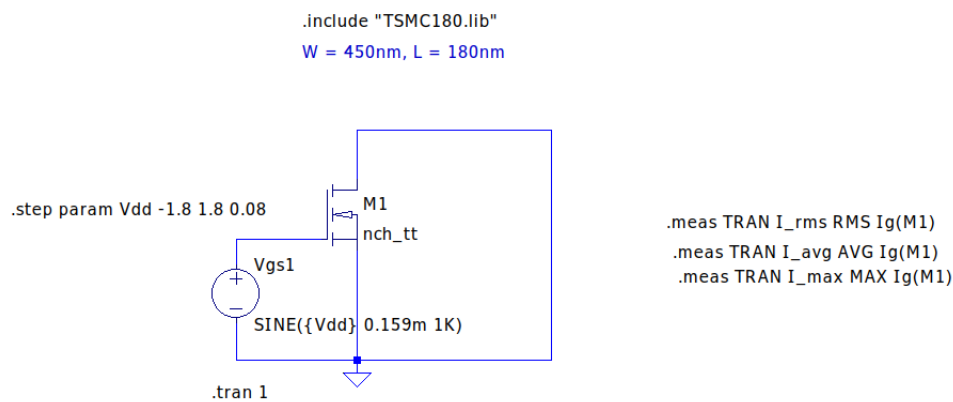 .include "TSMC180.lib"
W = 450nm, L = 180nm
.step param Vdd -1.8 1.8 0.08
M1
nch_tt
Vgs1
SINE({Vdd} 0.159m 1K)
.tran 1
.meas TRAN I_rms RMS Ig(M1)
.meas TRAN I_avg AVG Ig(M1)
.meas TRAN I_max MAX Ig(M1)